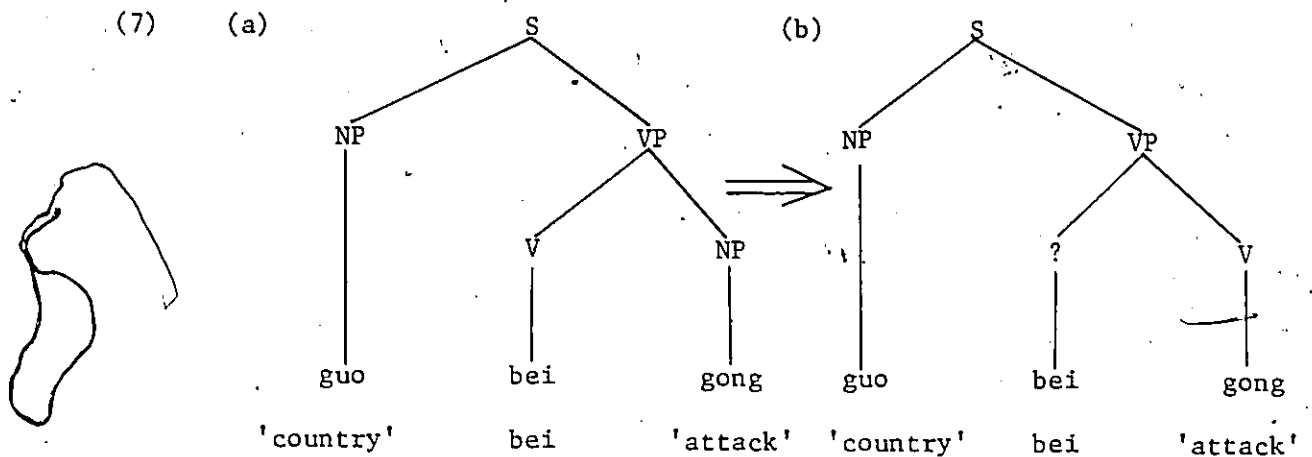 (7) (a) S (b) S
NP VP NP VP
V NP ? V
guo bei gong guo bei gong
'country' bei 'attack' 'country' bei 'attack'